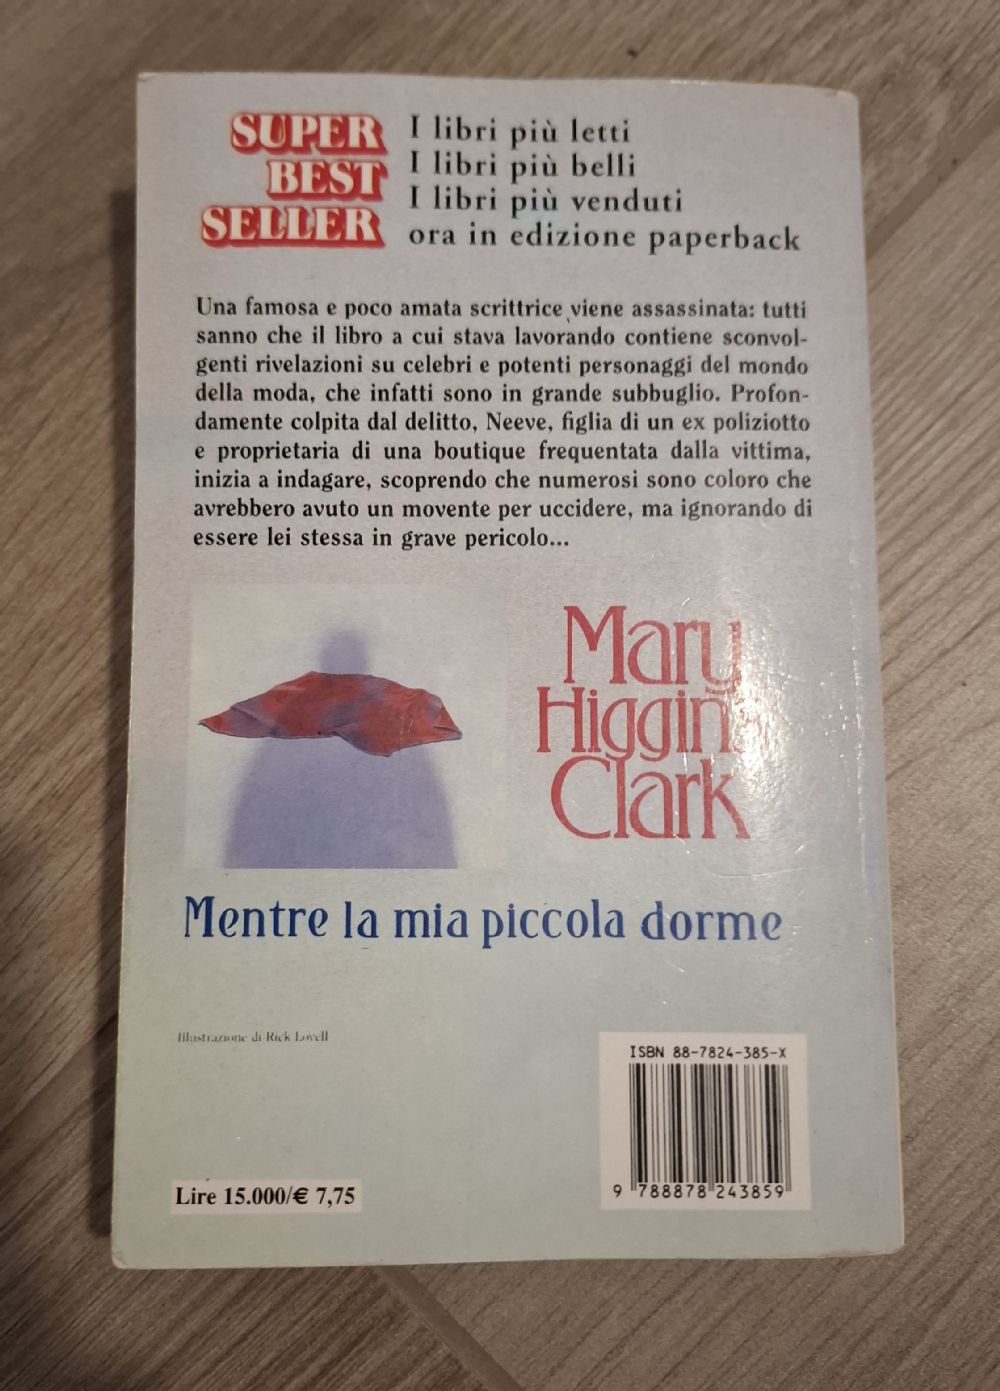 SUPER
BEST
SELLER
I libri più letti
I libri più belli
I libri più venduti
ora in edizione paperback
Una famosa e poco amata scrittrice viene assassinata: tutti
sanno che il libro a cui stava lavorando contiene sconvol-
genti rivelazioni su celebri e potenti personaggi del mondo
della moda, che infatti sono in grande subbuglio. Profon-
damente colpita dal delitto, Neeve, figlia di un ex poliziotto
e proprietaria di una boutique frequentata dalla vittima,
inizia a indagare, scoprendo che numerosi sono coloro che
avrebbero avuto un movente per uccidere, ma ignorando di
essere lei stessa in grave pericolo...
Mary
Higgins
Clark
Mentre la mia piccola dorme
Illustrazione di Rick Lovell
ISBN 88-7824-385-X
9 788878 243859
Lire 15.000/€ 7,75